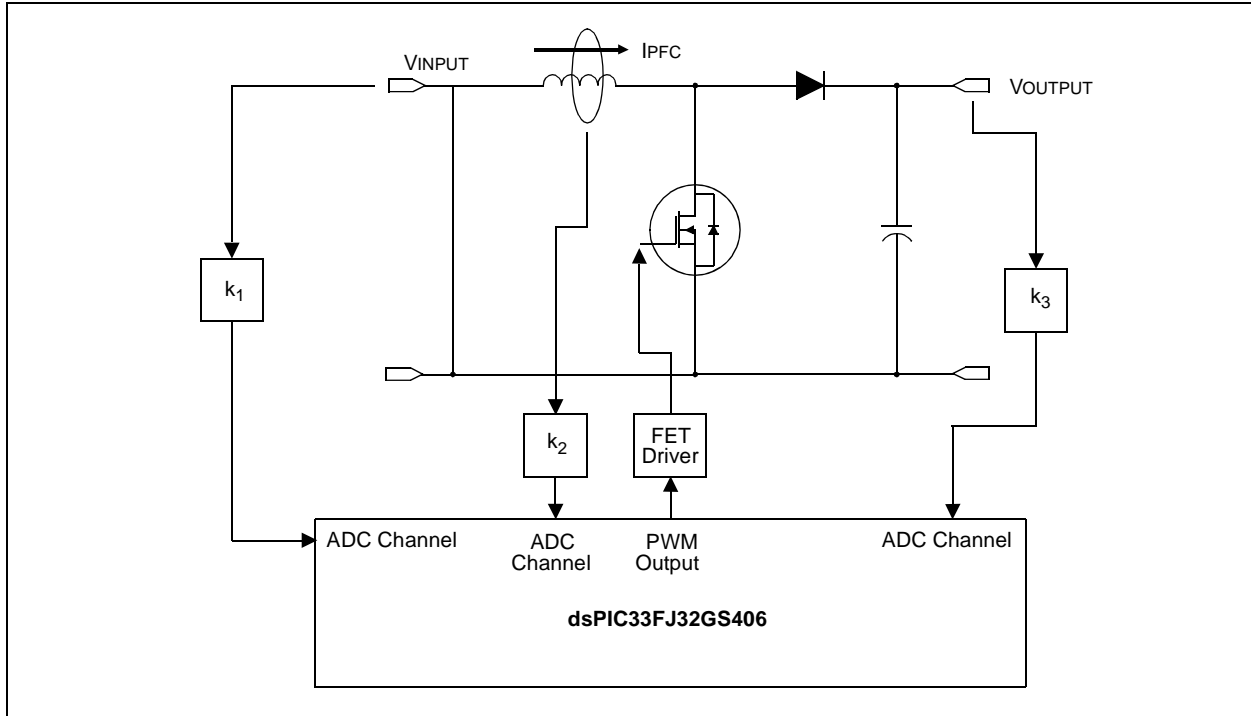 IPFC
VINPUT
VOUTPUT
k1
k3
k2
FET
Driver
ADC Channel
ADC
Channel
PWM
Output
ADC Channel
dsPIC33FJ32GS406